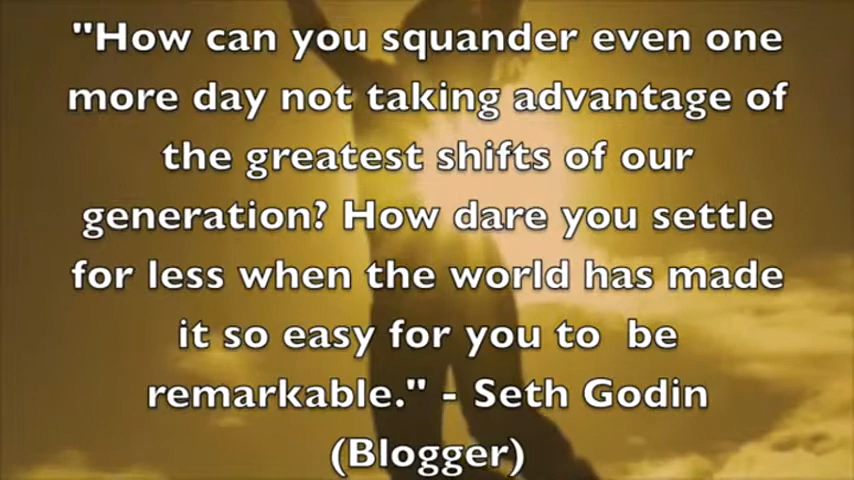 "How can you squander even one
more day not taking advantage of
the greatest shifts of our
generation? How dare you settle
for less when the world has made
it so easy for you to  be
remarkable." - Seth Godin
(Blogger)